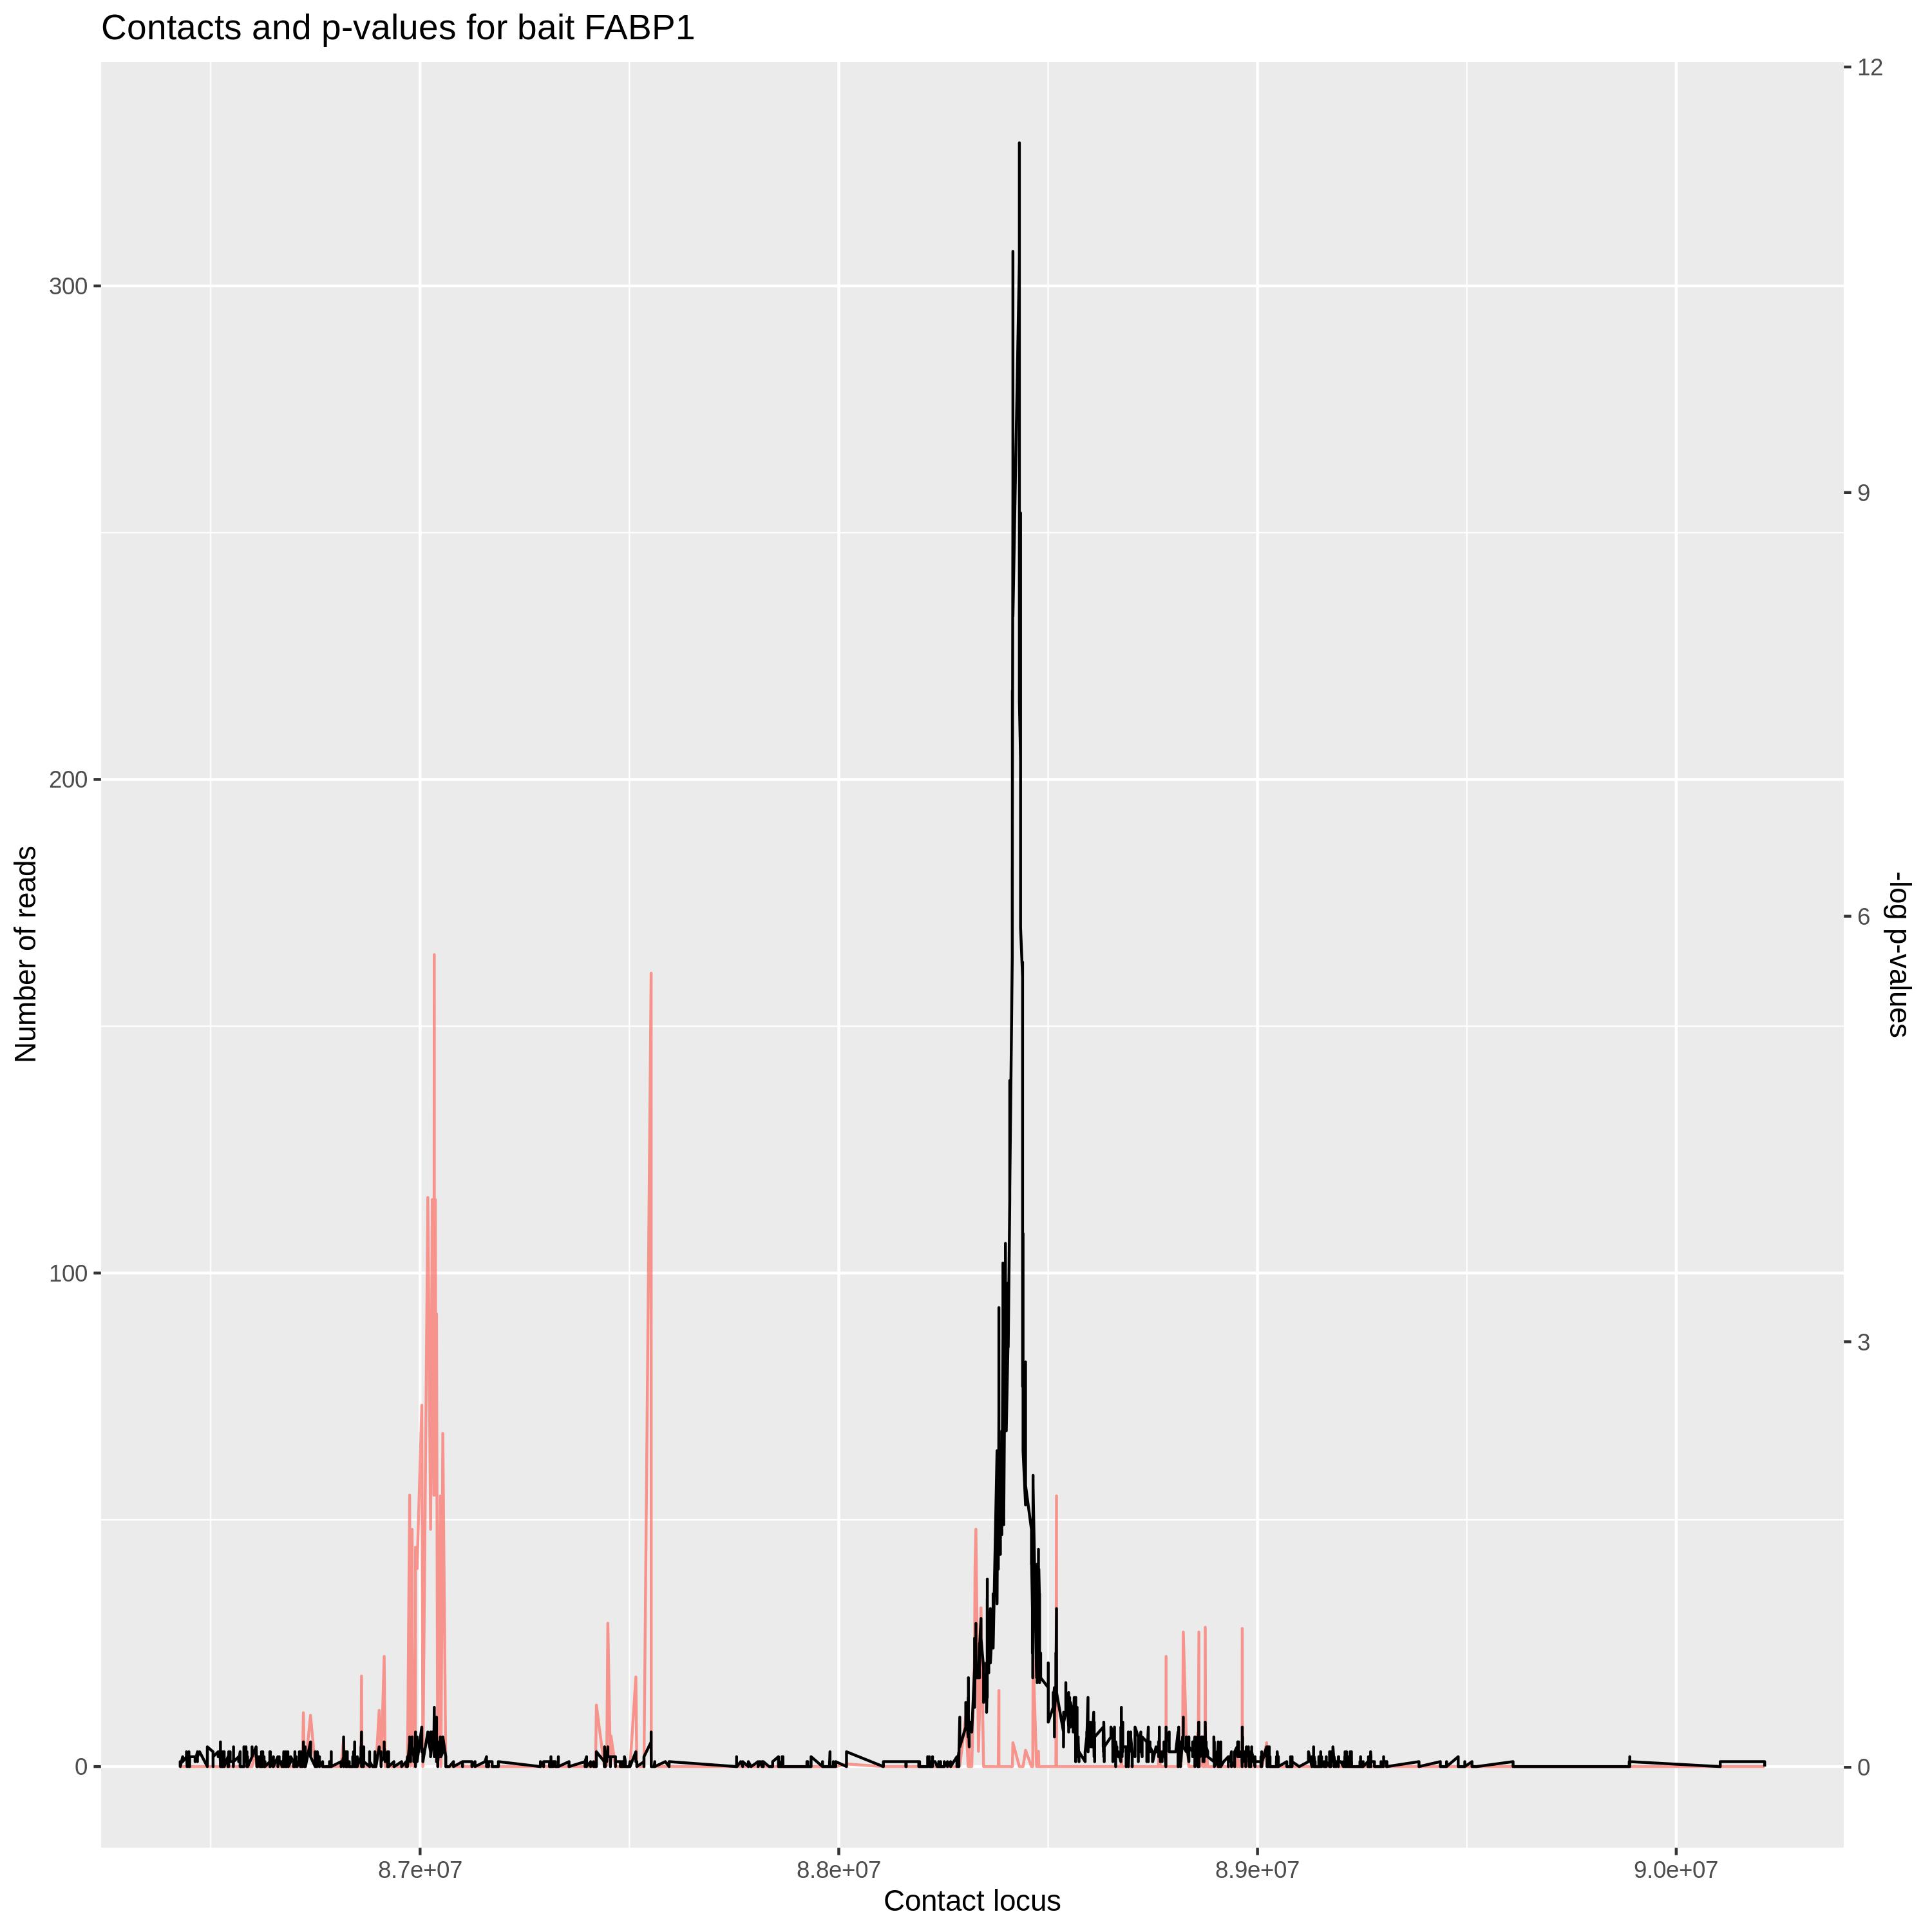 Contacts and p-values for bait FABP1
12
300
9
200
Number of reads
-log p-values
6
100
3
0
0
8.7e+07
8.8e+07
8.9e+07
9.0e+07
Contact locus